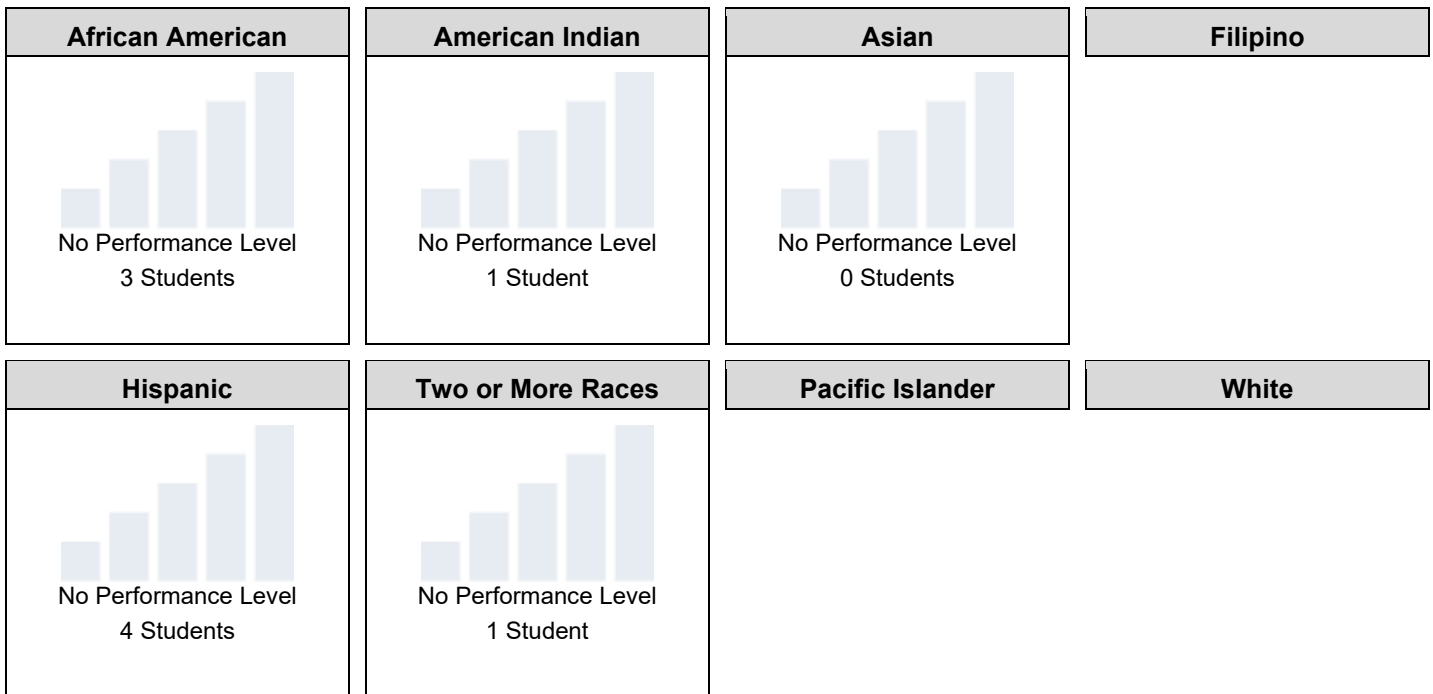 African American
No Performance Level
3 Students
American Indian
No Performance Level
1 Student
Asian
No Performance Level
0 Students
Filipino
Hispanic
No Performance Level
4 Students
Two or More Races
No Performance Level
1 Student
Pacific Islander
White